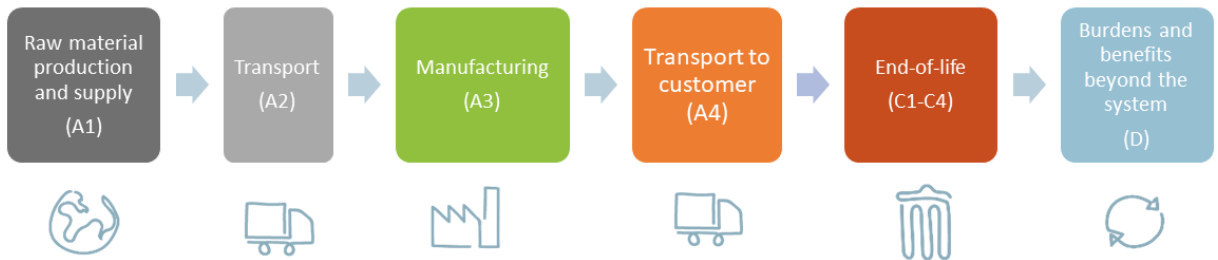 Raw material
production
and supply
(A1)
Transport
(A2)
Manufacturing
(A3)
Transport to
customer
(A4)
End-of-life
(C1-C4)
Burdens and
benefits
beyond the
system
(D)